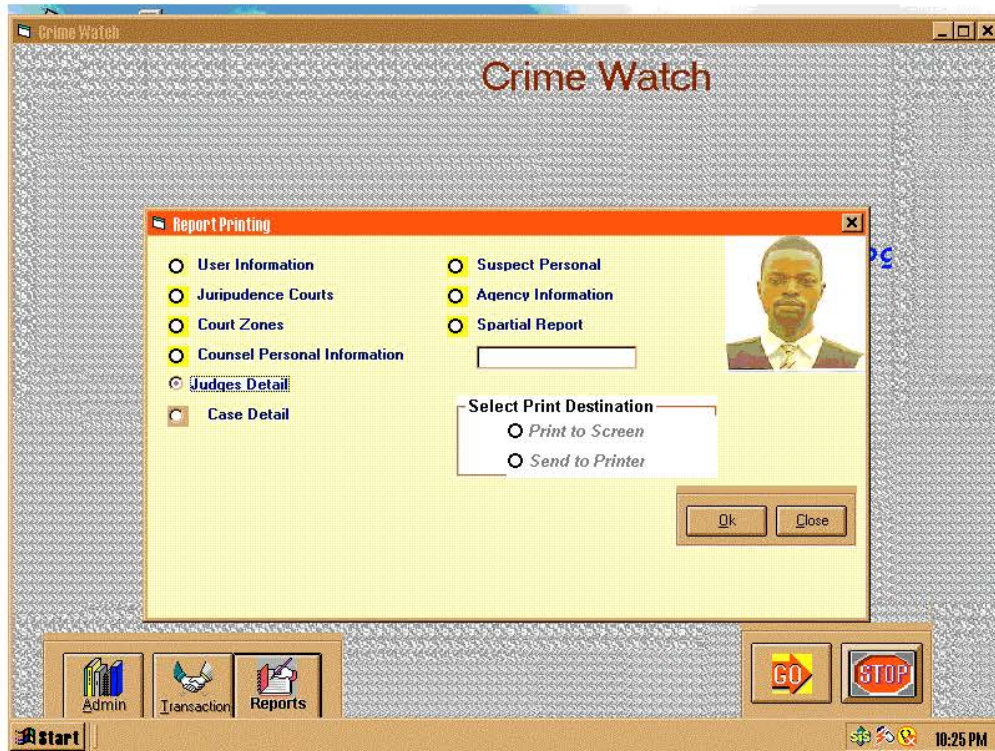 Crime Watch
Crime Watch
Report Printing
User Information
Juripudence Courts
Court Zones
Counsel Personal Information
Judges Detail
Case Detail
Suspect Personal
Agency Information
Spartial Report
Select Print Destination
Print to Screen
Send to Printer
Ok
Close
Admin
Transaction
Reports
GO
STOP
Start
10:25 PM